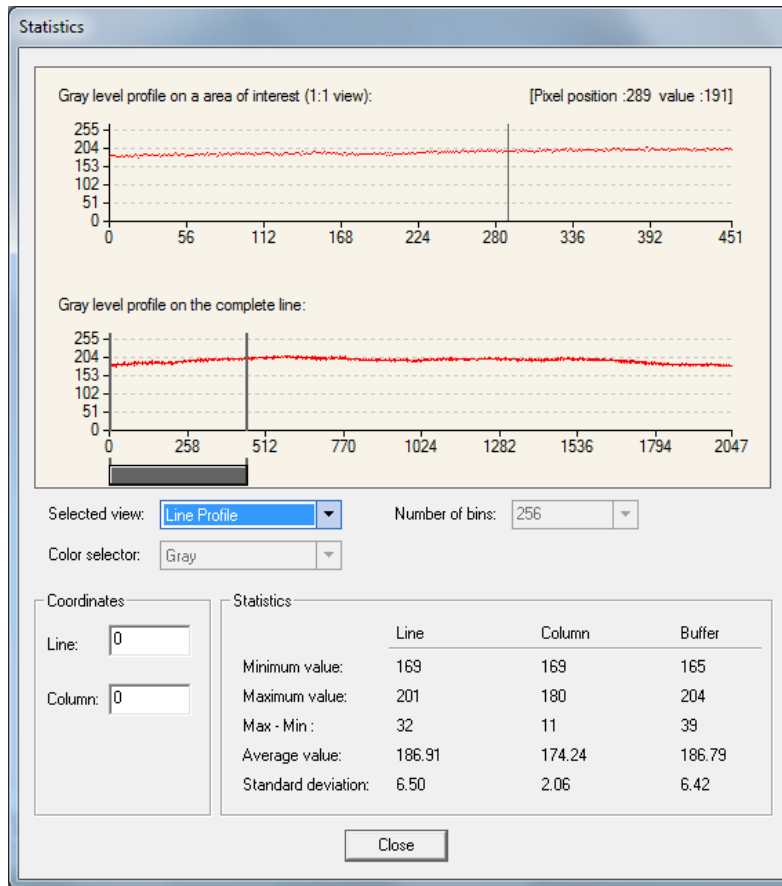 Statistics
Gray level profile on a area of interest (1:1 view): [Pixel position :289 value :191]
255
204
153
102
51
0
0 56 112 168 224 280 336 392 451
Gray level profile on the complete line:
255
204
153
102
51
0
0 258 512 770 1024 1282 1536 1794 2047
Selected view: Line Profile Number of bins: 256
Color selector: Gray
Coordinates
Line: 0
Column: 0
Statistics
Line Column Buffer
Minimum value: 169 169 165
Maximum value: 201 180 204
Max - Min : 32 11 39
Average value: 186.91 174.24 186.79
Standard deviation: 6.50 2.06 6.42
Close